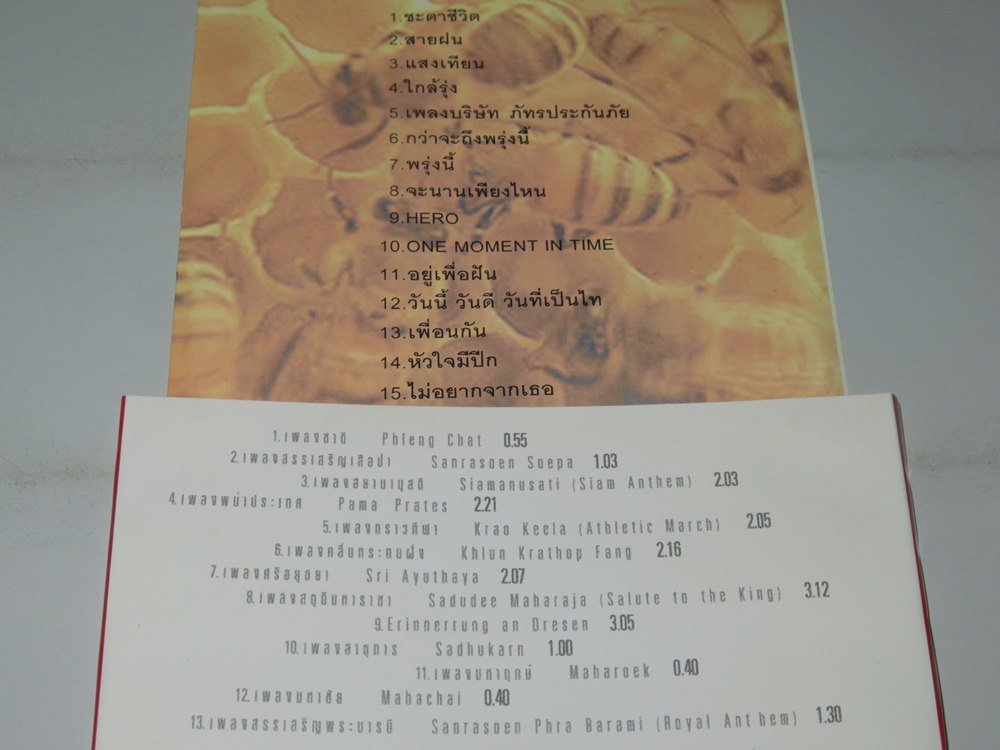 1.ชะตาชีวิต
2.สายฝน
3.แสงเทียน
4.ใกล้รุ่ง
5.เพลงบริษัท ภัทรประกันภัย
6.กว่าจะถึงพรุ่งนี้
7.พรุ่งนี้
8.จะนานเพียงไหน
9.HERO
10.ONE MOMENT IN TIME
11.อยู่เพื่อฝัน
12.วันนี้ วันดี วันที่เป็นไท
13.เพื่อนกัน
14.หัวใจมีปีก
15.ไม่อยากจากเธอ
1.เพลงชาติ Phleng Chat 0.55
2.เพลงสรรเสริญเสือป่า Sanrasoen Soepa 1.03
3.เพลงสยามานุสติ Siamanusati (Siam Anthem) 2.03
4.เพลงพม่าประเทศ Pama Prates 2.21
5.เพลงกราวกีฬา Krao Keela (Athletic March) 2.05
6.เพลงคลื่นกระทบฝั่ง Khlun Krathop Fang 2.16
7.เพลงศรีอยุธยา Sri Ayuthaya 2.07
8.เพลงสดุดีมหาราชา Sadudee Maharaja (Salute to the King) 3.12
9.Erinnerrung an Dresen 3.05
10.เพลงสาธุการ Sadhukarn 1.00
11.เพลงมหาฤกษ์ Maharoek 0.40
12.เพลงมหาชัย Mahachai 0.40
13.เพลงสรรเสริญพระบารมี Sanrasoen Phra Barami (Royal Anthem) 1.30